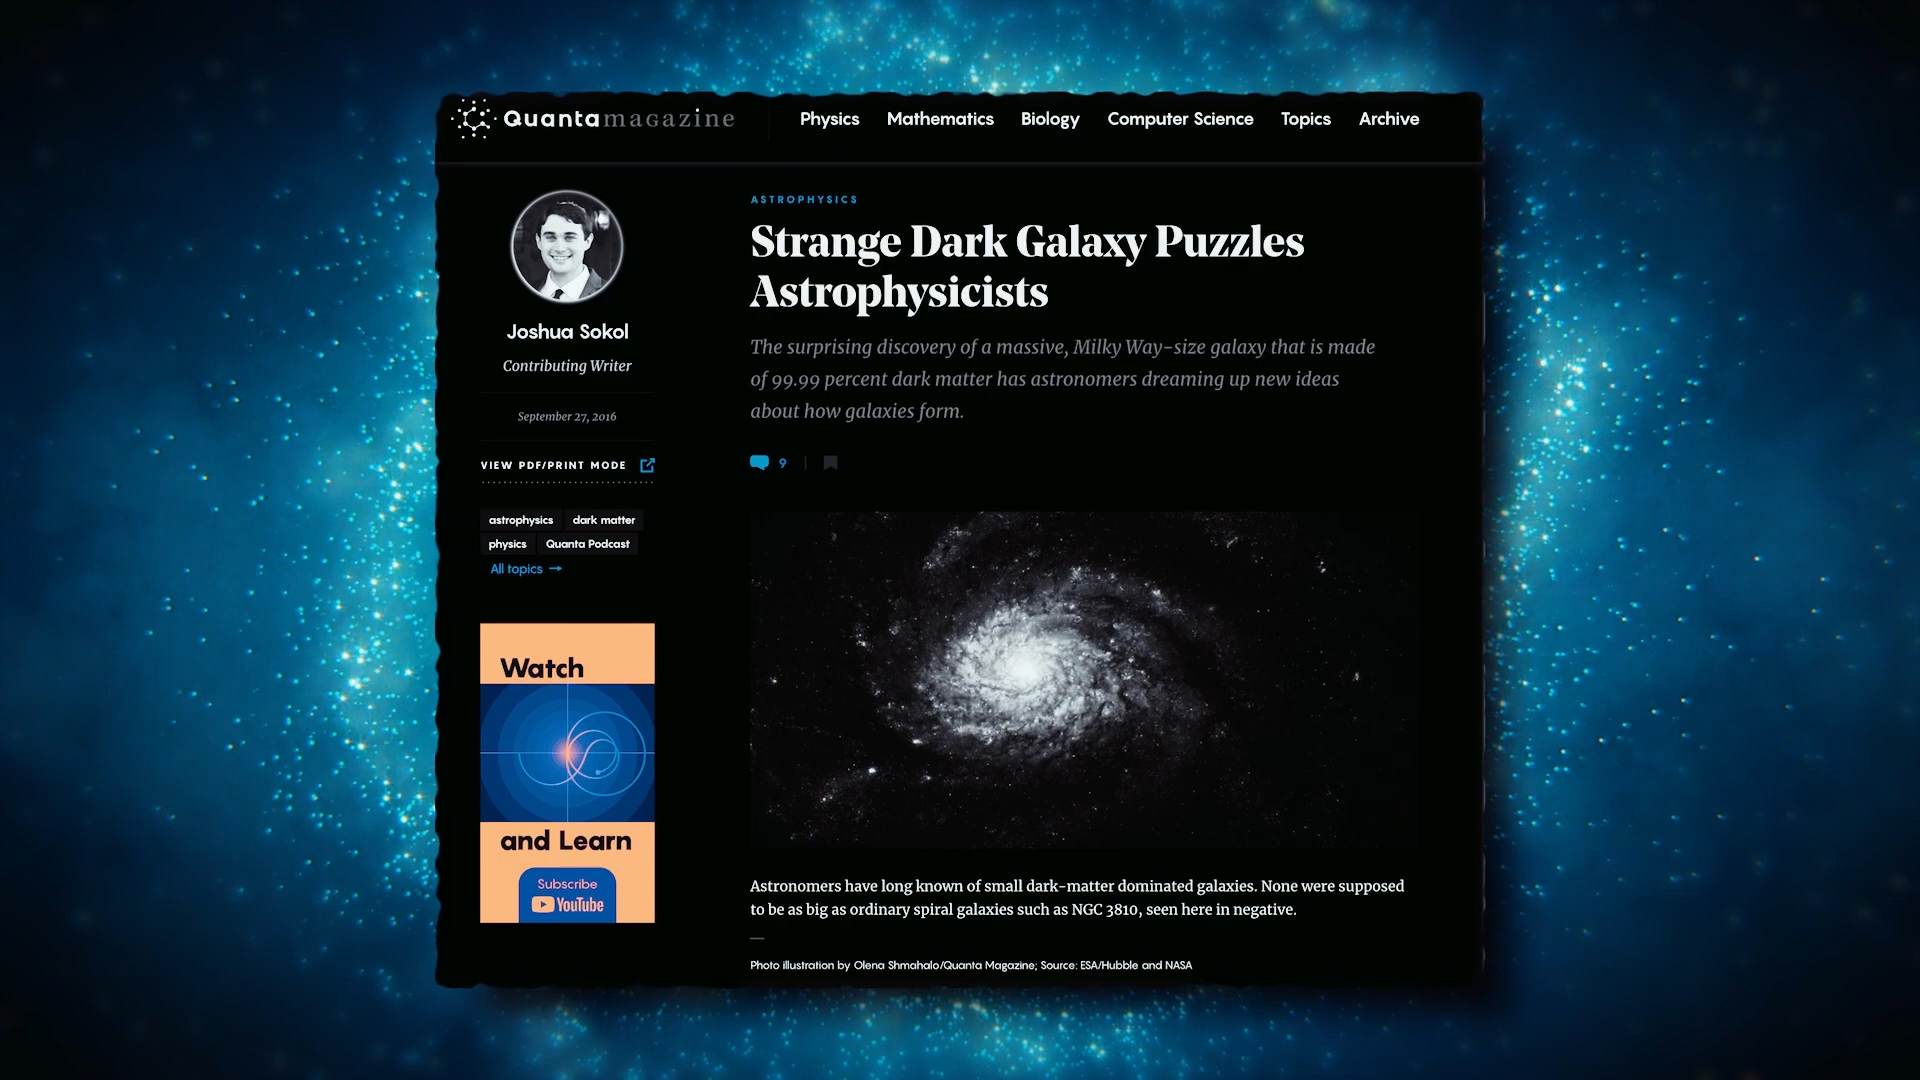 Quantamagazine
Physics Mathematics Biology Computer Science Topics Archive
Joshua Sokol
Contributing Writer
September 27, 2016
VIEW PDF/PRINT MODE
astrophysics dark matter
physics Quanta Podcast
All topics →
Watch
and Learn
Subscribe
YouTube
ASTROPHYSICS
Strange Dark Galaxy Puzzles
Astrophysicists
The surprising discovery of a massive, Milky Way–size galaxy that is made
of 99.99 percent dark matter has astronomers dreaming up new ideas
about how galaxies form.
9
Astronomers have long known of small dark-matter dominated galaxies. None were supposed
to be as big as ordinary spiral galaxies such as NGC 3810, seen here in negative.
Photo illustration by Olena Shmahalo/Quanta Magazine; Source: ESA/Hubble and NASA